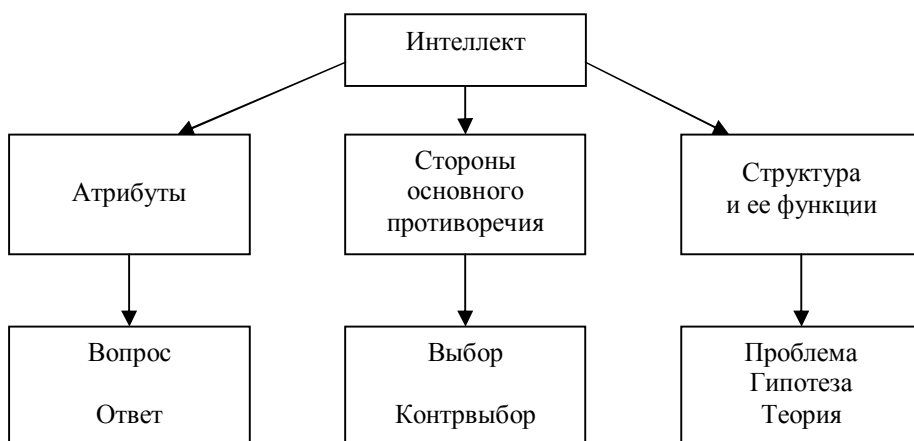 Интеллект
Атрибуты
Стороны
основного
противоречия
Структура
и ее функции
Вопрос
Ответ
Выбор
Контрвыбор
Проблема
Гипотеза
Теория